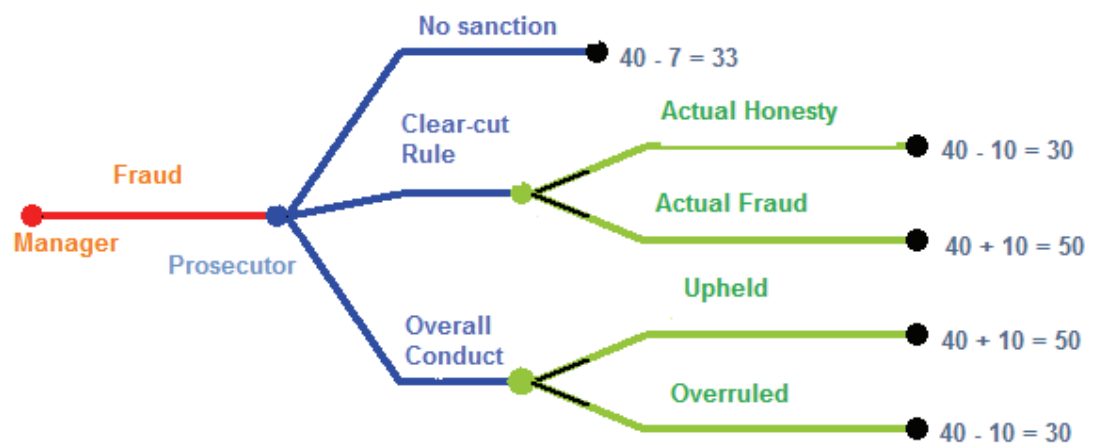 No sanction
40 - 7 = 33
Clear-cut
Rule
Actual Honesty
40 - 10 = 30
Fraud
Manager
Prosecutor
Actual Fraud
40 + 10 = 50
Overall
Conduct
Upheld
40 + 10 = 50
Overruled
40 - 10 = 30